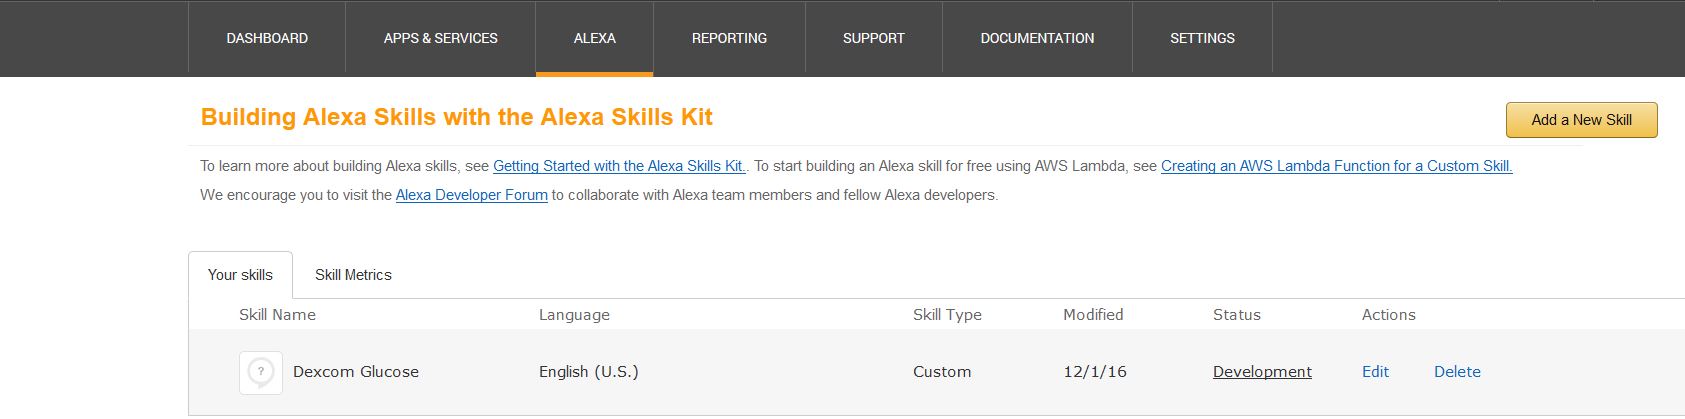 DASHBOARD APPS & SERVICES ALEXA REPORTING SUPPORT DOCUMENTATION SETTINGS
Building Alexa Skills with the Alexa Skills Kit
Add a New Skill
To learn more about building Alexa skills, see Getting Started with the Alexa Skills Kit.. To start building an Alexa skill for free using AWS Lambda, see Creating an AWS Lambda Function for a Custom Skill.
We encourage you to visit the Alexa Developer Forum to collaborate with Alexa team members and fellow Alexa developers.
Your skills Skill Metrics
Skill Name Language Skill Type Modified Status Actions
? Dexcom Glucose English (U.S.) Custom 12/1/16 Development Edit Delete